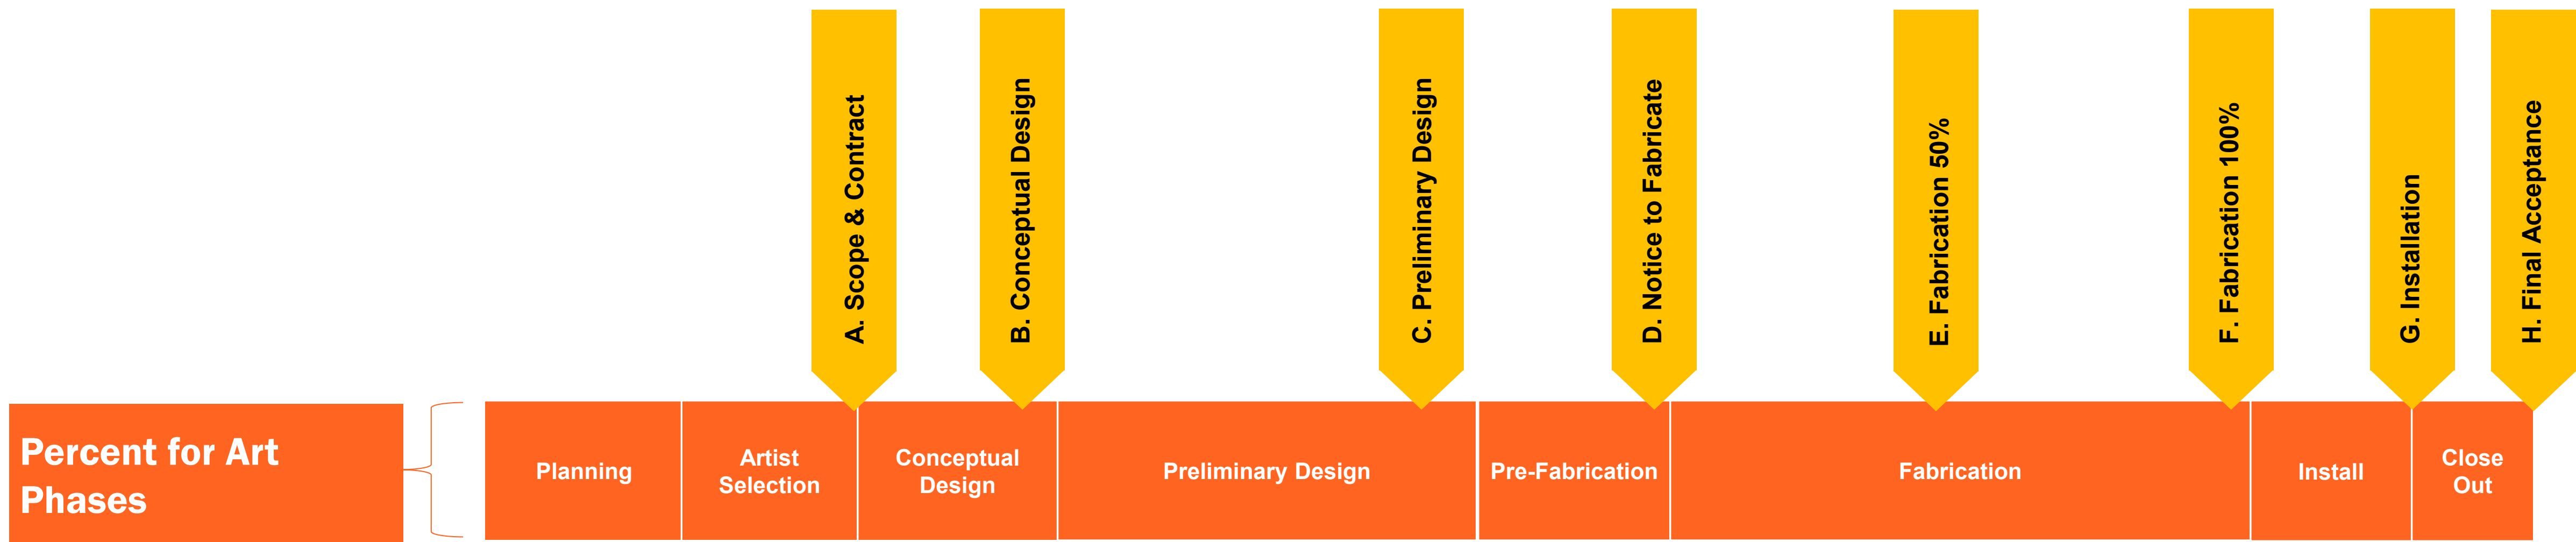 A. Scope & Contract
B. Conceptual Design
C. Preliminary Design
D. Notice to Fabricate
E. Fabrication 50%
F. Fabrication 100%
G. Installation
H. Final Acceptance
Percent for Art
Phases
Planning
Artist
Selection
Conceptual
Design
Preliminary Design
Pre-Fabrication
Fabrication
Install
Close
Out